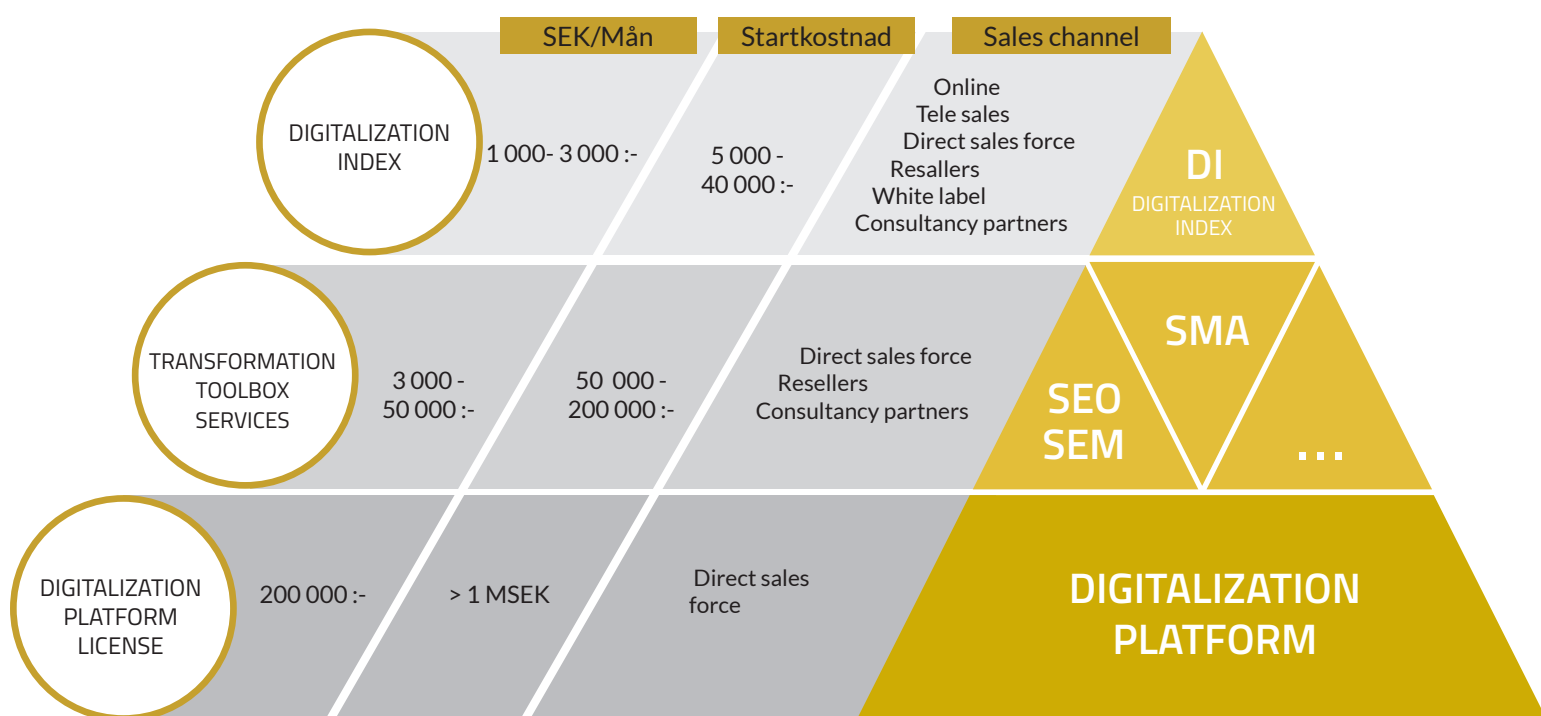 SEK/Mån
Startkostnad
Sales channel
DIGITALIZATION
INDEX
1 000- 3 000 :-
5 000 -
40 000 :-
Online
Tele sales
Direct sales force
Resallers
White label
Consultancy partners
DI
DIGITALIZATION
INDEX
TRANSFORMATION
TOOLBOX
SERVICES
3 000 -
50 000 :-
50 000 -
200 000 :-
Direct sales force
Resellers
Consultancy partners
SEO
SEM
SMA
...
DIGITALIZATION
PLATFORM
LICENSE
200 000 :-
> 1 MSEK
Direct sales
force
DIGITALIZATION
PLATFORM